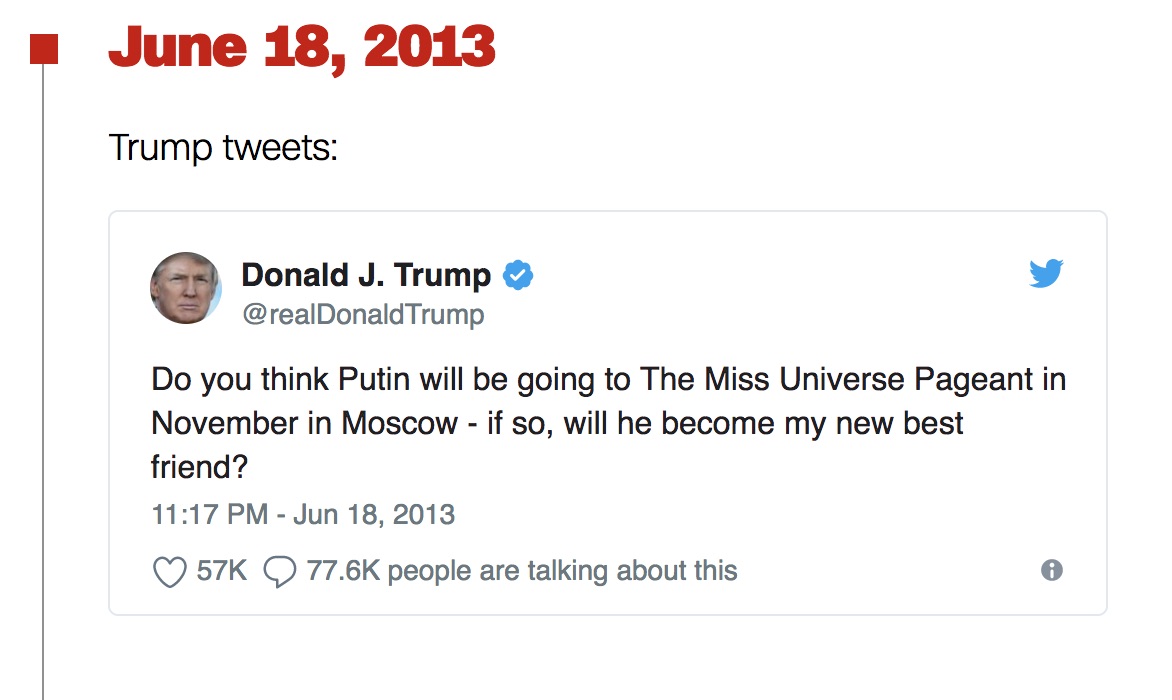 June 18, 2013
Trump tweets:
Donald J. Trump
@realDonaldTrump
Do you think Putin will be going to The Miss Universe Pageant in
November in Moscow - if so, will he become my new best
friend?
11:17 PM - Jun 18, 2013
57K 77.6K people are talking about this